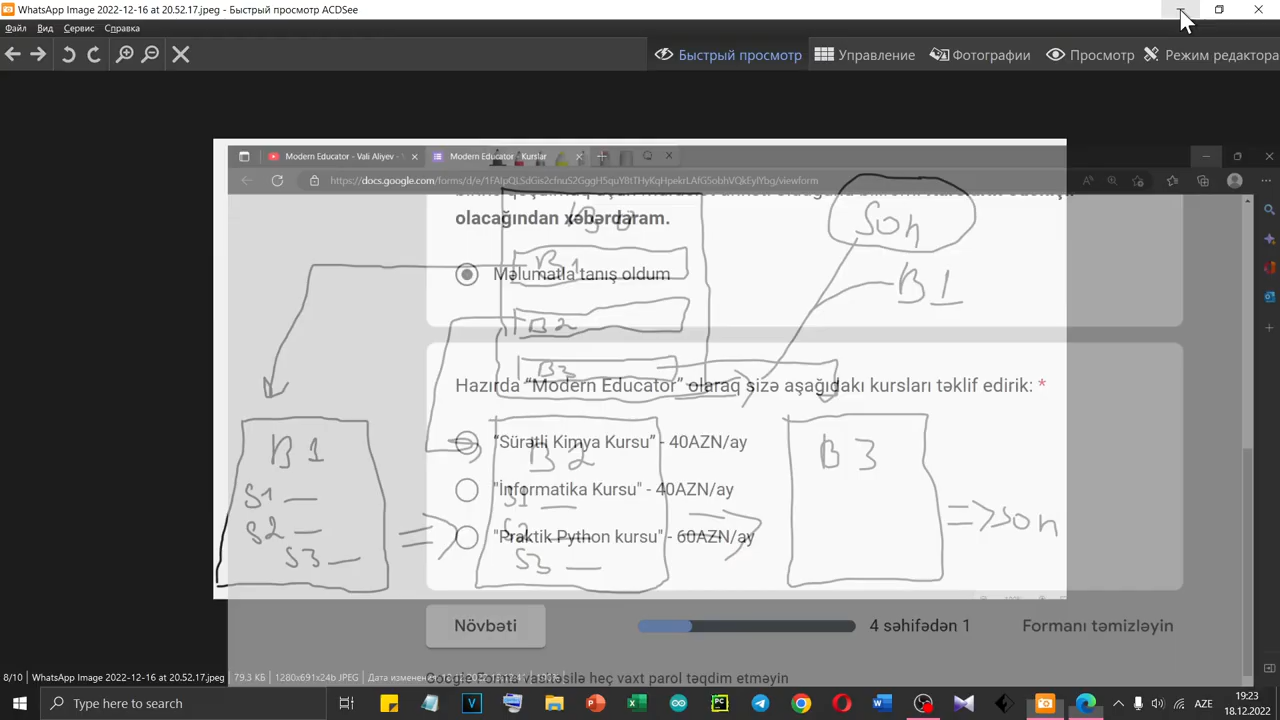 WhatsApp Image 2022-12-16 at 20.52.17.jpeg - Быстрый просмотр ACDSee
Файл Вид Сервис Справка
Быстрый просмотр Управление Фотографии Просмотр Режим редактора
Modern Educator - Vali Aliyev - Modern Educator - Kurslar
https://docs.google.com/forms/d/e/1FAIpQLSdGis2cfnuS2GggH5quY8tTHyKqHpekrLAfG5obhVQkEyIYbg/viewform
olacağından xəbərdaram.
Son
B1
Məlumatla tanış oldum
B1
B2
B3
Hazırda “Modern Educator” olaraq sizə aşağıdakı kursları təklif edirik: *
"Sürətli Kimya Kursu" - 40AZN/ay
"İnformatika Kursu" - 40AZN/ay
"Praktik Python kursu" - 60AZN/ay
B1
S1
S2
S3
B2
S1
S2
S3
B3
=> son
Növbəti 4 səhifədən 1 Formanı təmizləyin
8/10 WhatsApp Image 2022-12-16 at 20.52.17.jpeg 79.3 КБ 1280x691x24b JPEG
Google Forms vasitəsilə heç vaxt parol təqdim etməyin
Type here to search
AZE
19:23
18.12.2022